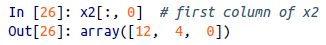 In [26]: x2[:, 0]  # first column of x2
Out[26]: array([12,  4,  0])